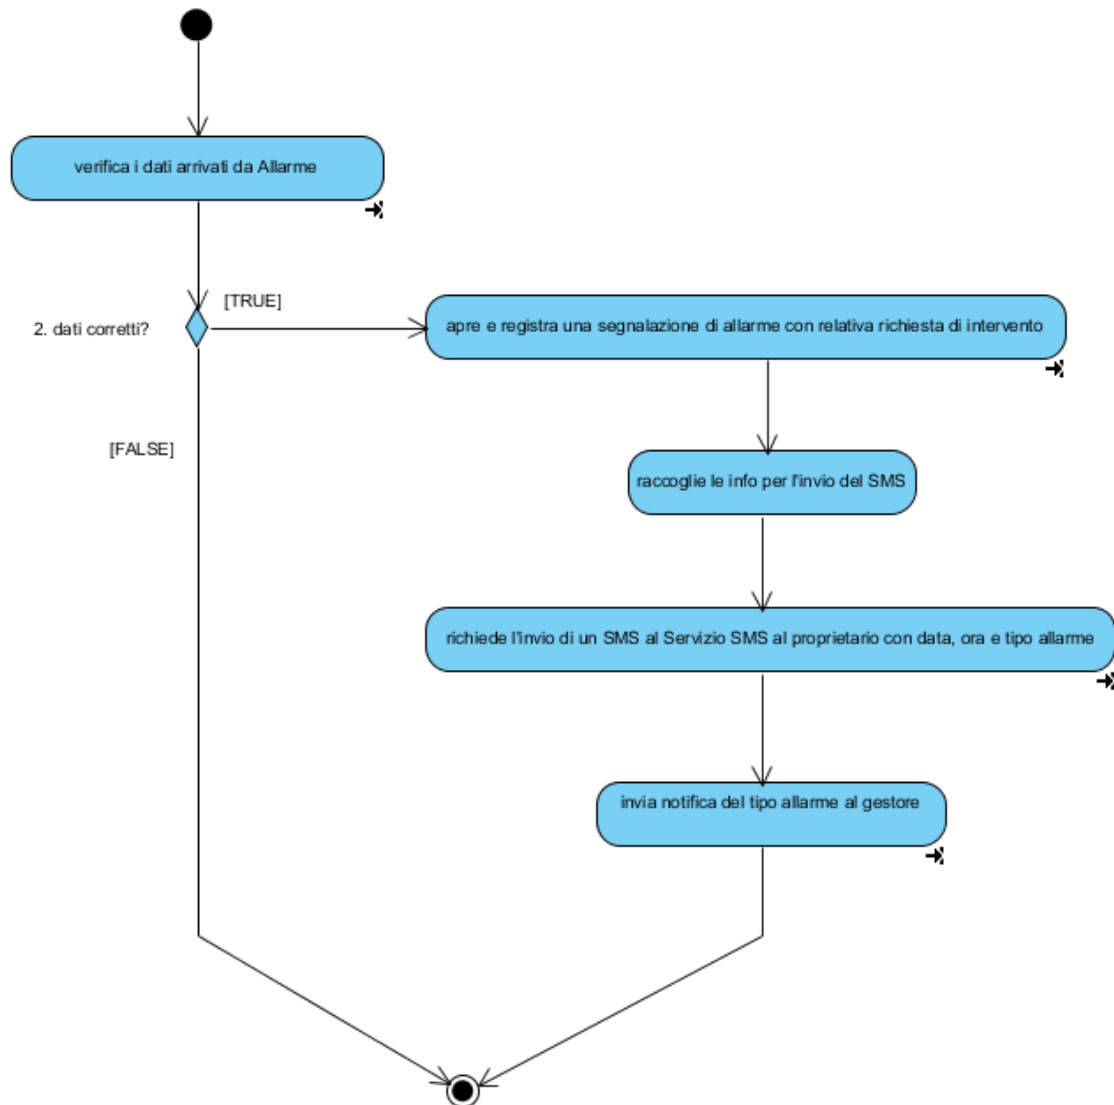 verifica i dati arrivati da Allarme
[TRUE]
2. dati corretti?
apre e registra una segnalazione di allarme con relativa richiesta di intervento
[FALSE]
raccoglie le info per l'invio del SMS
richiede l'invio di un SMS al Servizio SMS al proprietario con data, ora e tipo allarme
invia notifica del tipo allarme al gestore